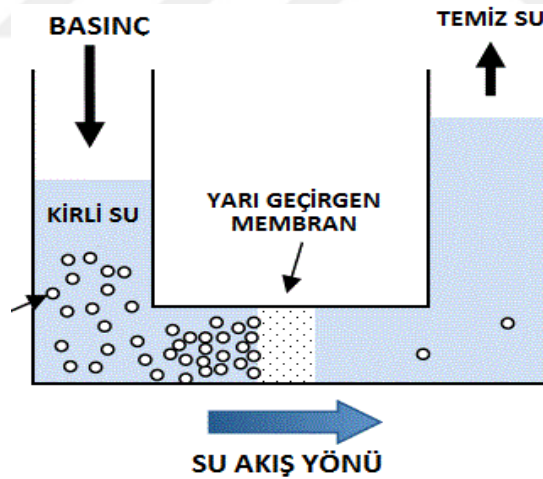 BASINÇ
TEMİZ SU
KİRLİ SU
YARI GEÇİRGEN
MEMBRAN
SU AKIŞ YÖNÜ